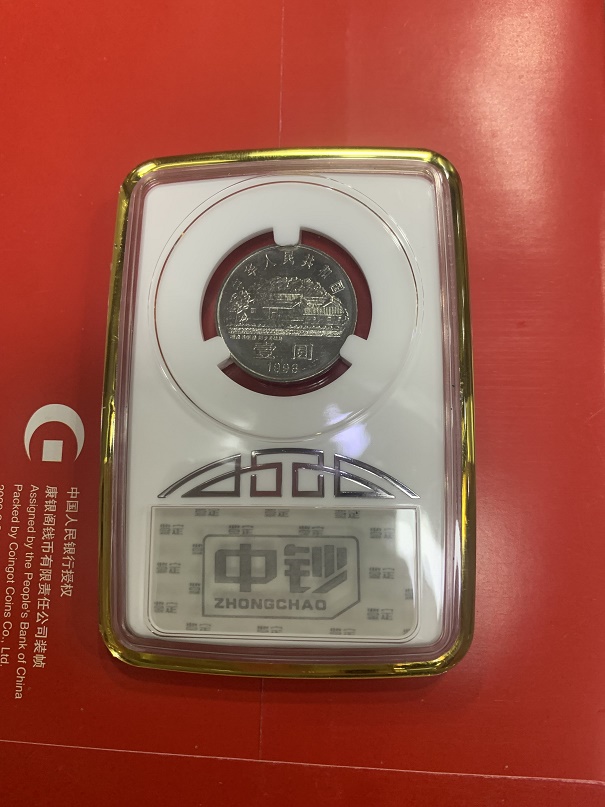 中华人民共和国
壹圆
1998
中钞
ZHONGCHAO
中国人民银行授权
康银阁钱币有限责任公司装帧
Assigned by the People's Bank of China
Packed by Coingot Coins Co., Ltd.